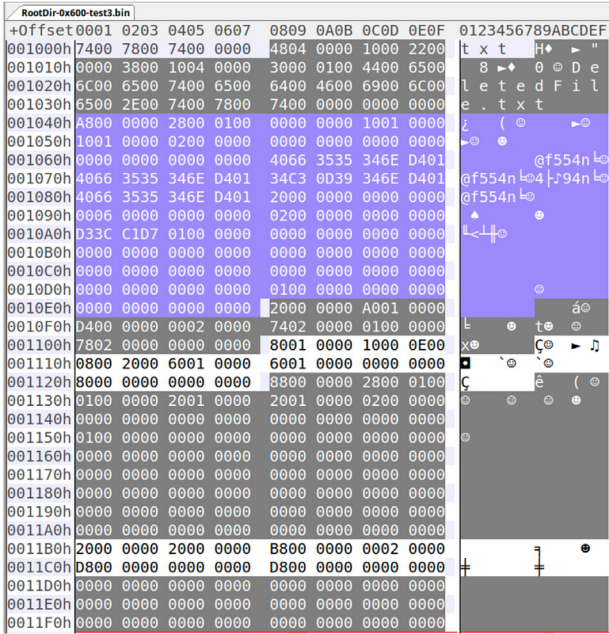 RootDir-0x600-test3.bin
+Offset 0001 0203 0405 0607 0809 0A0B 0C0D 0E0F 0123456789ABCDEF
001000h 7400 7800 7400 0000 4804 0000 1000 2200 t x t H♦ ► "
001010h 0000 3800 1004 0000 3000 0100 4400 6500 8 ►♦ 0 ☺ D e
001020h 6C00 6500 7400 6500 6400 4600 6900 6C00 l e t e d F i l
001030h 6500 2E00 7400 7800 7400 0000 0000 0000 e . t x t
001040h A800 0000 2800 0100 0000 0000 1001 0000 ¿ ( ☺ ►☺
001050h 1001 0000 0200 0000 0000 0000 0000 0000 ►☺ ☻
001060h 0000 0000 0000 0000 4066 3535 346E D401 @f554n╘☺
001070h 4066 3535 346E D401 34C3 0D39 346E D401 @f554n╘☺4├♪94n╘☺
001080h 4066 3535 346E D401 2000 0000 0000 0000 @f554n╘☺
001090h 0006 0000 0000 0000 0200 0000 0000 0000 ♠ ☻
0010A0h D33C C1D7 0100 0000 0000 0000 0000 0000 ╙<┴╫☺
0010B0h 0000 0000 0000 0000 0000 0000 0000 0000
0010C0h 0000 0000 0000 0000 0000 0000 0000 0000
0010D0h 0000 0000 0000 0000 0100 0000 0000 0000 ☺
0010E0h 0000 0000 0000 0000 2000 0000 A001 0000 á☺
0010F0h D400 0000 0002 0000 7402 0000 0100 0000 ╘ ☻ t☻ ☺
001100h 7802 0000 0000 0000 8001 0000 1000 0E00 x☻ Ç☺ ► ♫
001110h 0800 2000 6001 0000 6001 0000 0000 0000 ◘ `☺ `☺
001120h 8000 0000 0000 0000 8800 0000 2800 0100 Ç ê ( ☺
001130h 0100 0000 2001 0000 2001 0000 0200 0000 ☺ ☺ ☺ ☻
001140h 0000 0000 0000 0000 0000 0000 0000 0000
001150h 0100 0000 0000 0000 0000 0000 0000 0000 ☺
001160h 0000 0000 0000 0000 0000 0000 0000 0000
001170h 0000 0000 0000 0000 0000 0000 0000 0000
001180h 0000 0000 0000 0000 0000 0000 0000 0000
001190h 0000 0000 0000 0000 0000 0000 0000 0000
0011A0h 0000 0000 0000 0000 0000 0000 0000 0000
0011B0h 2000 0000 2000 0000 B800 0000 0002 0000 ╕ ☻
0011C0h D800 0000 0000 0000 D800 0000 0000 0000 ╪ ╪
0011D0h 0000 0000 0000 0000 0000 0000 0000 0000
0011E0h 0000 0000 0000 0000 0000 0000 0000 0000
0011F0h 0000 0000 0000 0000 0000 0000 0000 0000